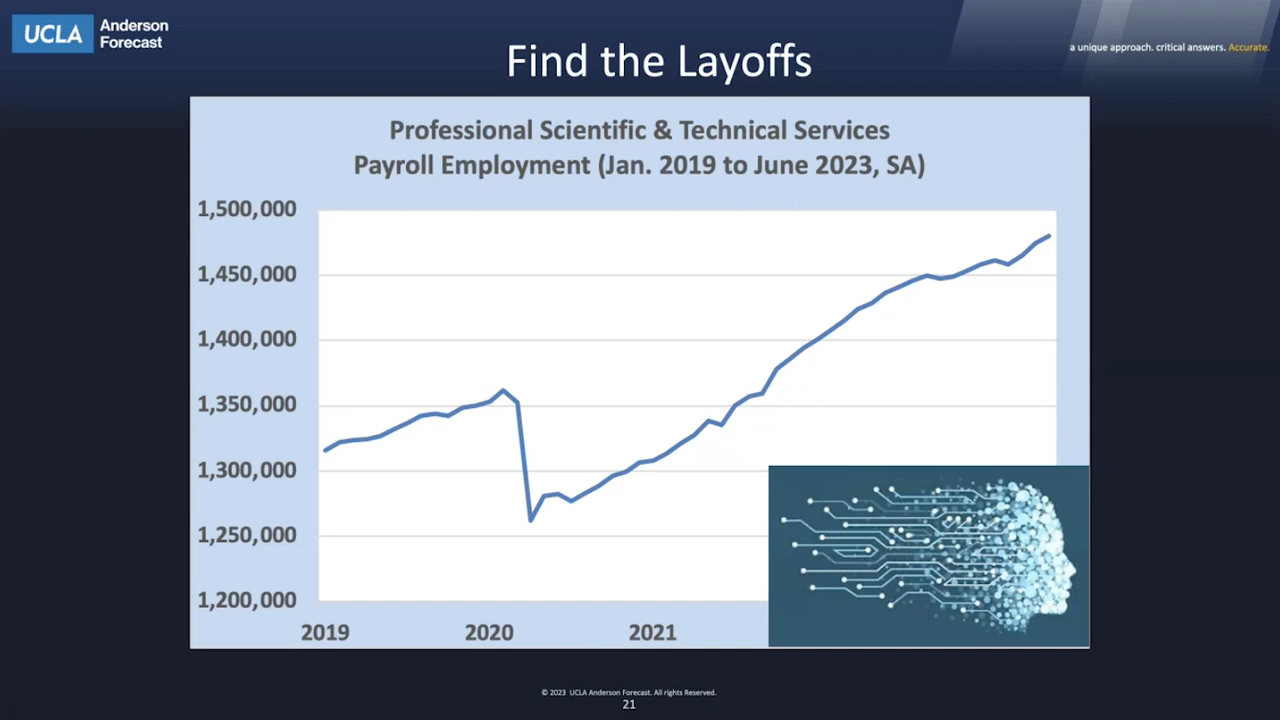 UCLA Anderson
Forecast
a unique approach. critical answers. Accurate.
Find the Layoffs
Professional Scientific & Technical Services
Payroll Employment (Jan. 2019 to June 2023, SA)
1,500,000
1,450,000
1,400,000
1,350,000
1,300,000
1,250,000
1,200,000
2019 2020 2021
© 2023 UCLA Anderson Forecast. All rights Reserved.
21